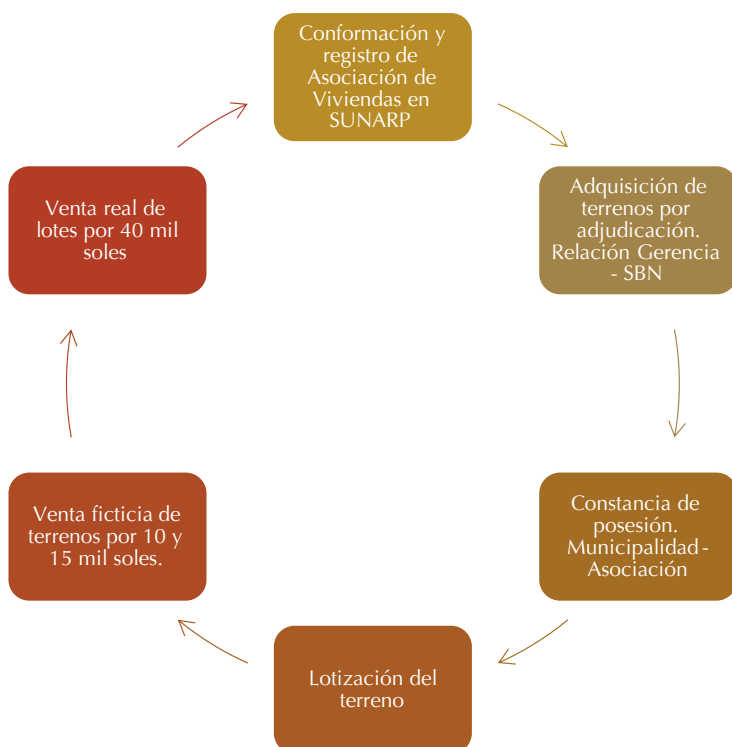 Conformación y
registro de
Asociación de
Viviendas en
SUNARP
Adquisición de
terrenos por
adjudicación.
Relación Gerencia
- SBN
Constancia de
posesión.
Municipalidad -
Asociación
Lotización del
terreno
Venta ficticia de
terrenos por 10 y
15 mil soles.
Venta real de
lotes por 40 mil
soles